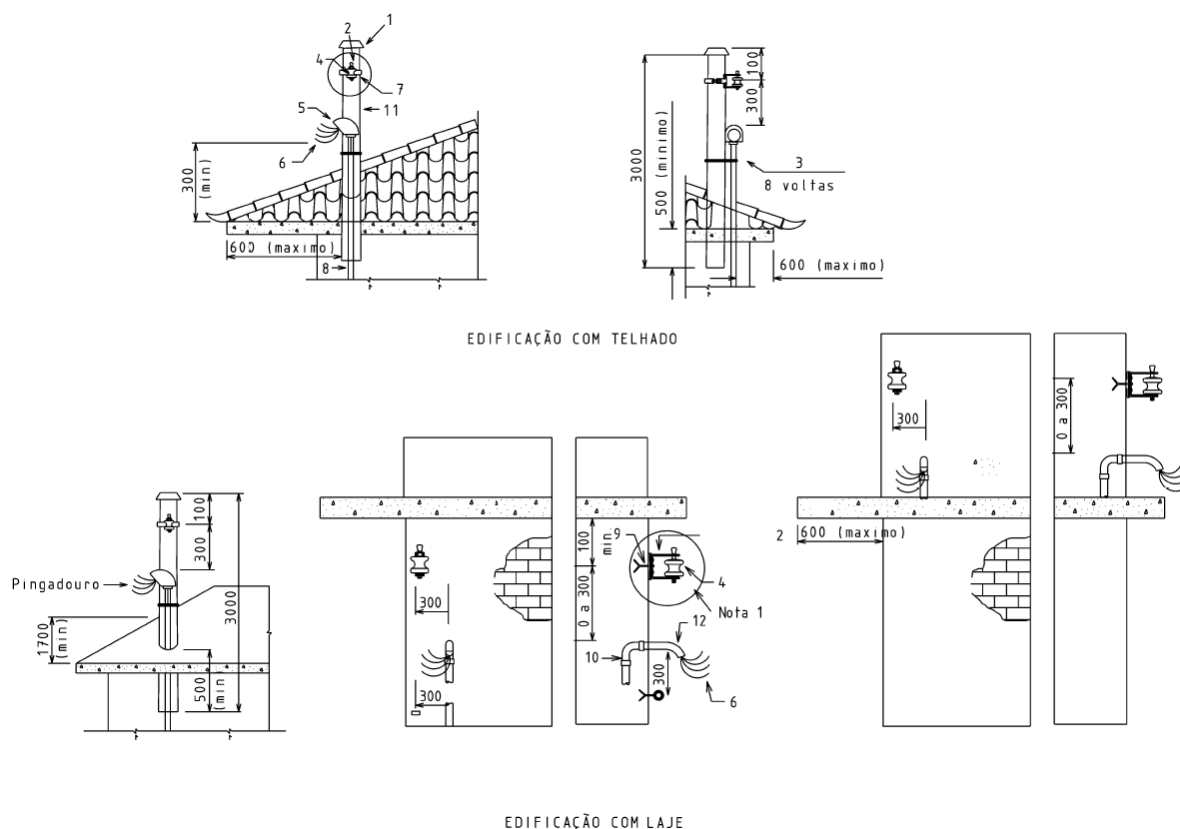 1
2
4
7
11
5
6
300
(min)
600 (maximo)
8
100
300
3000
500 (minimo)
3
8 voltas
600 (maximo)
EDIFICAÇÃO COM TELHADO
100
300
3000
Pingadouro
1700
(min)
500
(min)
300
300
100
min.
9
4
Nota 1
0 a 300
12
10
300
6
300
0 a 300
2
600 (maximo)
EDIFICAÇÃO COM LAJE